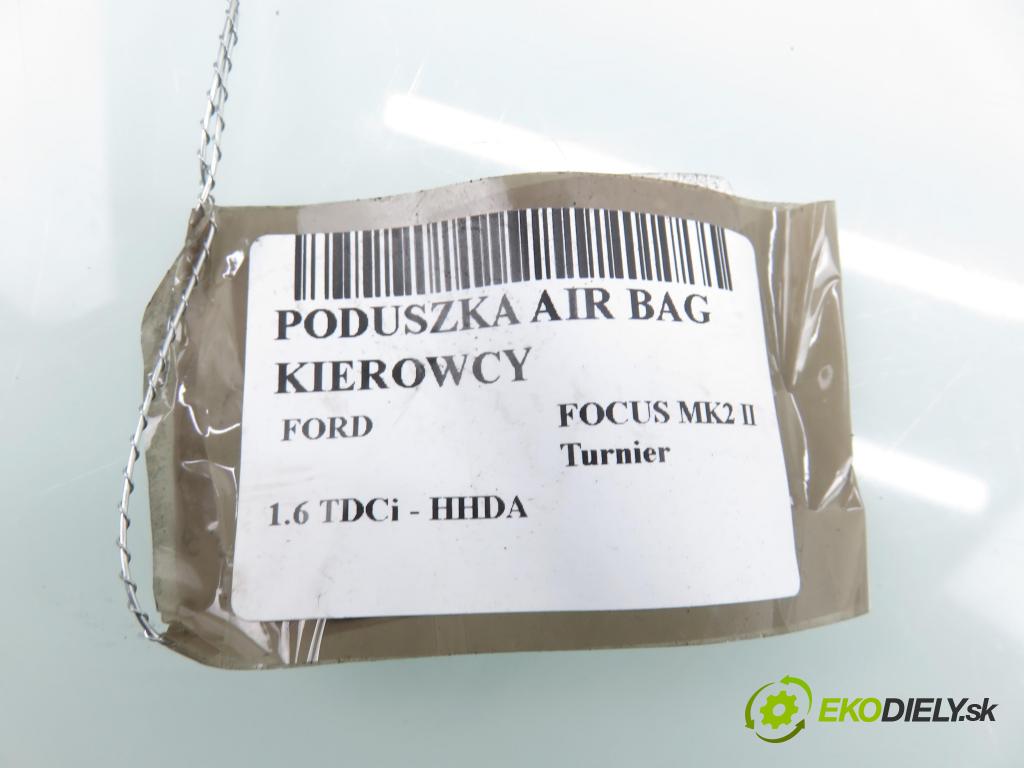 PODUSZKA AIR BAG
KIEROWCY
FORD FOCUS MK2 II
Turnier
1.6 TDCi - HHDA
EKODIELY.sk